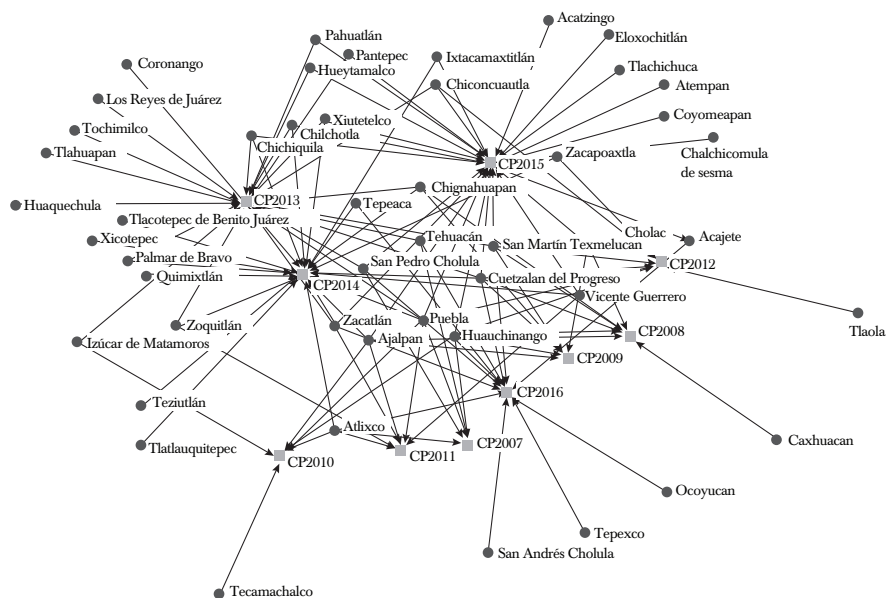 Acatzingo
Pahuatlán
Eloxochitlán
Pantepec
Ixtacamaxtitlán
Coronango
Hueytamalco
Tlachichuca
Chiconcuautla
Atempan
Los Reyes de Juárez
Xiutetelco
Coyomeapan
Tochimilco
Chilchotla
Chichiquila
Zacapoaxtla
Tlahuapan
CP2015
Chalchicomula
de sesma
Chignahuapan
CP2013
Huaquechula
Tepeaca
Tlacotepec de Benito Juárez
Cholac
Xicotepec
Tehuacán
San Martín Texmelucan
Acajete
Palmar de Bravo
San Pedro Cholula
CP2012
Quimixtlán
CP2014
Cuetzalan del Progreso
Vicente Guerrero
Zoquitlán
Zacatlán
Puebla
Tlaola
CP2008
Izúcar de Matamoros
Ajalpan
Huauchinango
CP2009
CP2016
Teziutlán
Atlixco
Caxhuacan
Tlatlauquitepec
CP2010
CP2011
CP2007
Ocoyucan
Tepexco
San Andrés Cholula
Tecamachalco